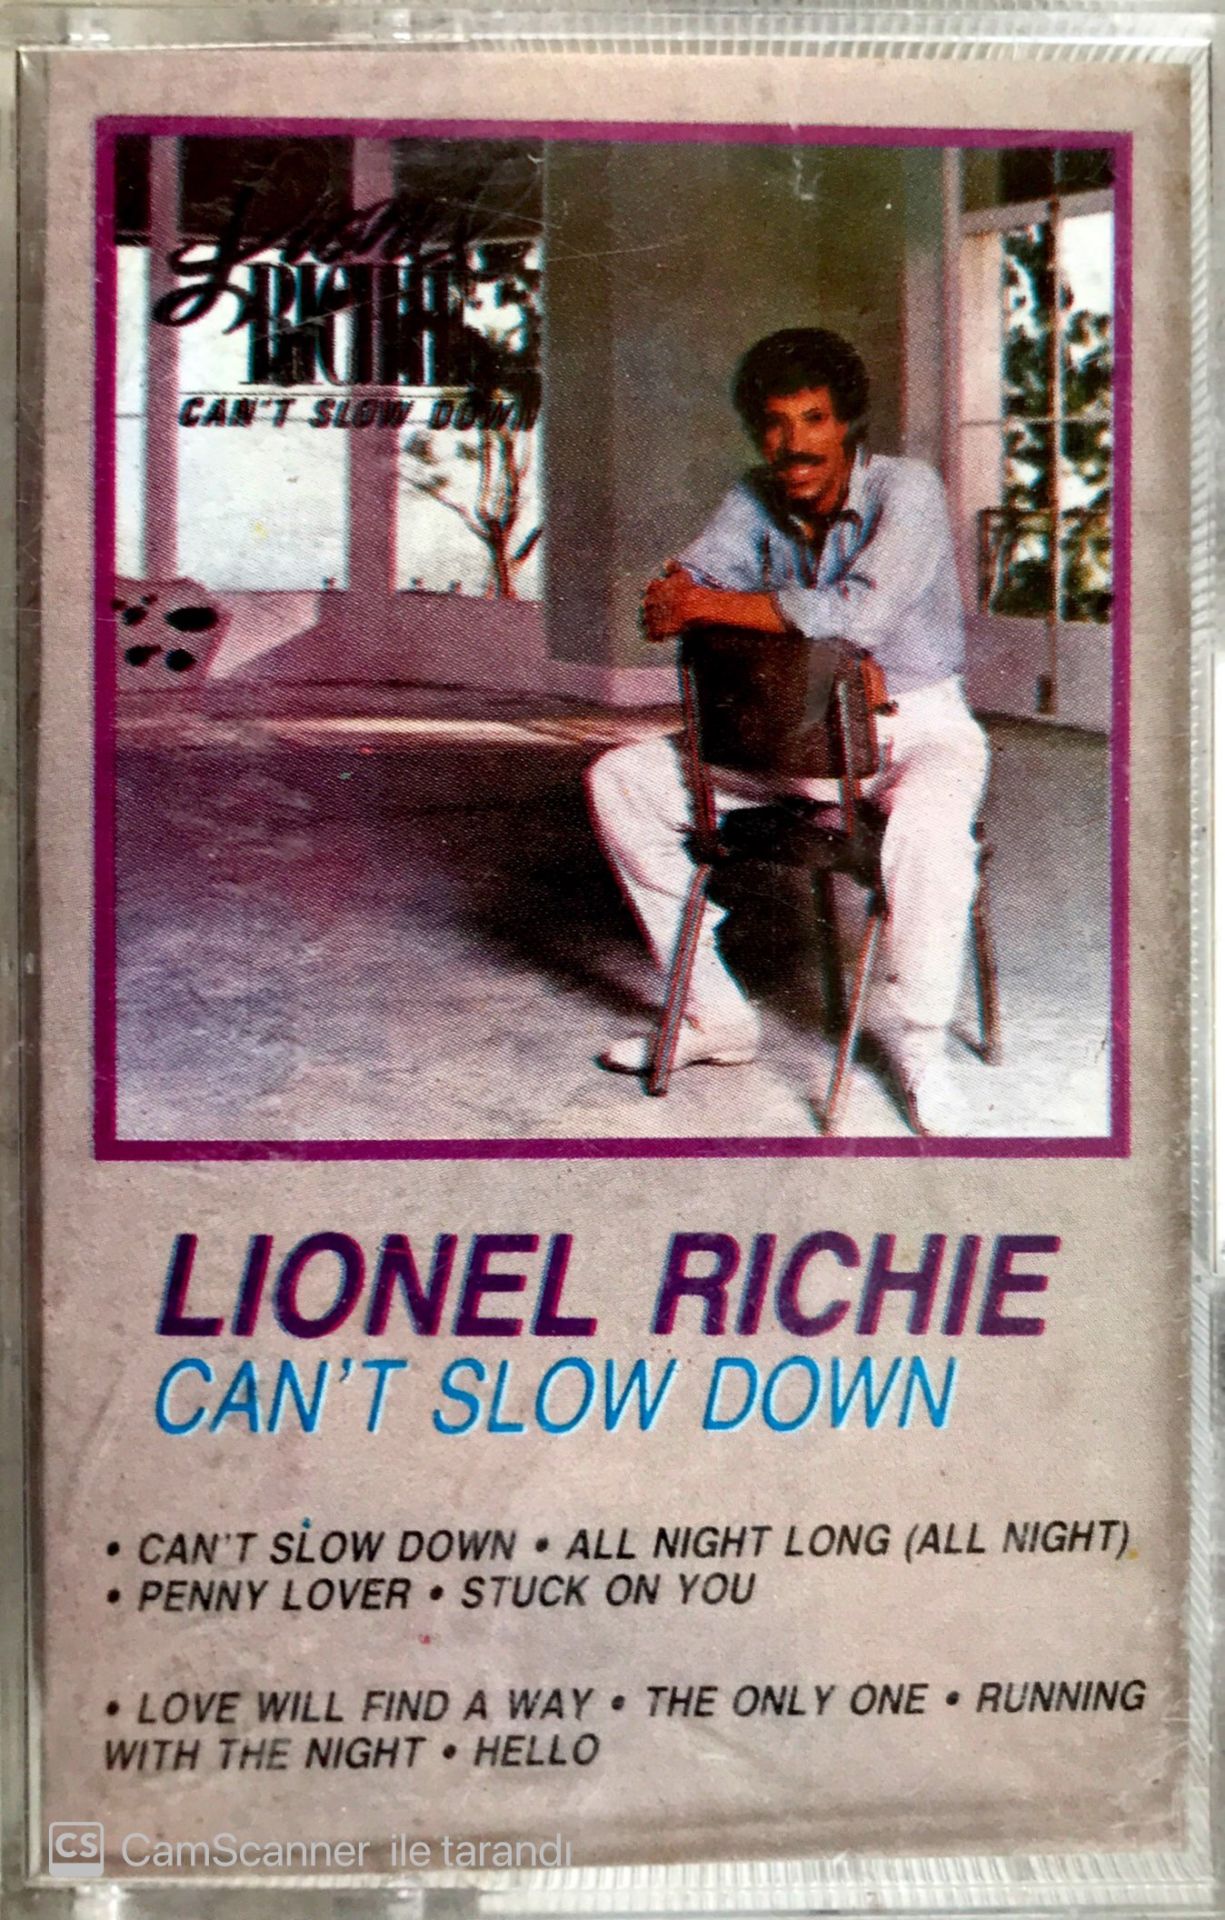 Lionel
RICHIE
CAN'T SLOW DOWN
LIONEL RICHIE
CAN'T SLOW DOWN
• CAN'T SLOW DOWN • ALL NIGHT LONG (ALL NIGHT)
• PENNY LOVER • STUCK ON YOU
• LOVE WILL FIND A WAY • THE ONLY ONE • RUNNING
WITH THE NIGHT • HELLO
CS CamScanner ile tarandı